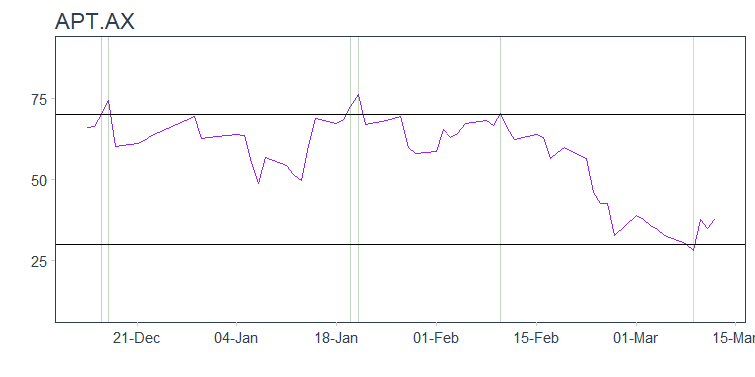 APT.AX
75
50
25
21-Dec
04-Jan
18-Jan
01-Feb
15-Feb
01-Mar
15-Mar